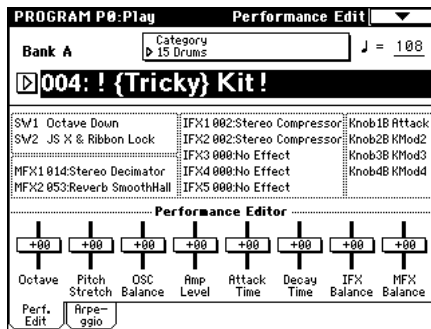 PROGRAM P0:Play Performance Edit
Bank A
Category
15 Drums
♩ = 108
004: ! {Tricky} Kit !
SW1 Octave Down
SW2 JS X & Ribbon Lock
MFX1 014:Stereo Decimator
MFX2 053:Reverb SmoothHall
IFX1 002:Stereo Compressor
IFX2 002:Stereo Compressor
IFX3 000:No Effect
IFX4 000:No Effect
IFX5 000:No Effect
Knob1B Attack
Knob2B KMod2
Knob3B KMod3
Knob4B KMod4
Performance Editor
+00 +00 +00 +00 +00 +00 +00 +00
Octave Pitch Stretch OSC Balance Amp Level Attack Time Decay Time IFX Balance MFX Balance
Perf. Edit
Arpe-ggio